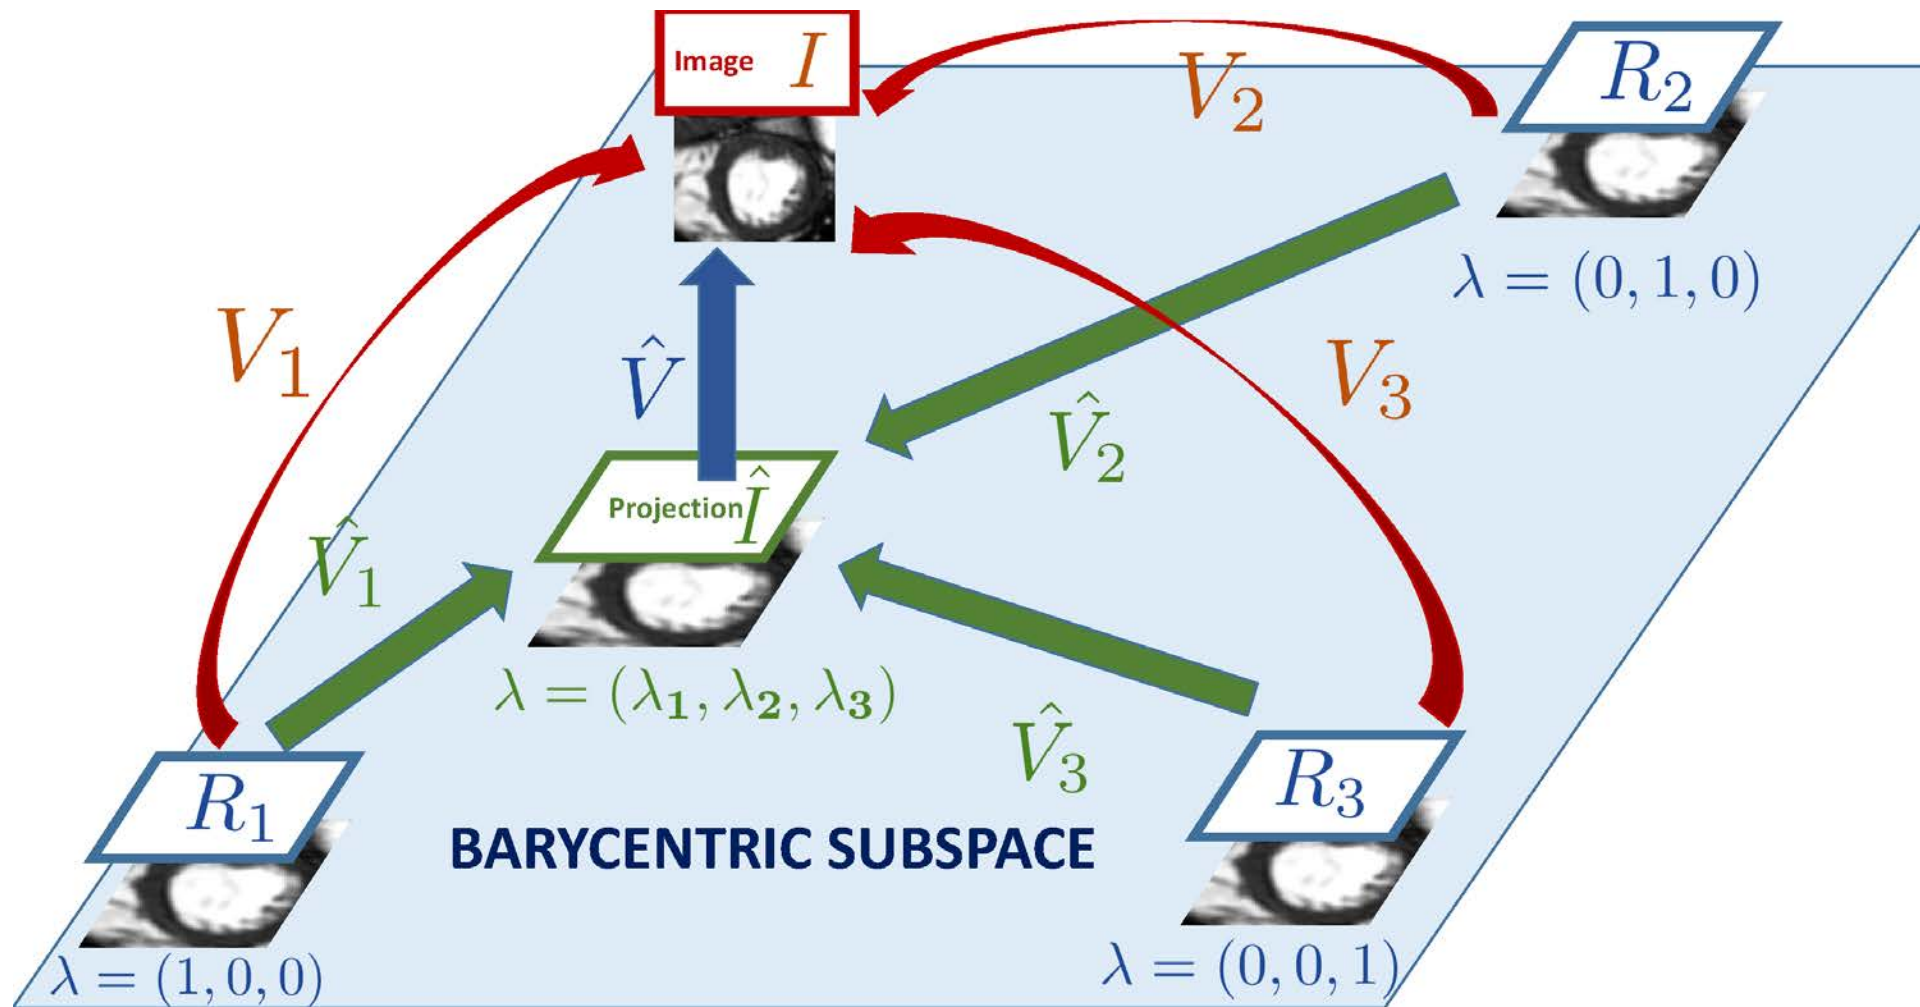 Image I
V₂
R₂
λ = (0, 1, 0)
V₁
V̂
V₃
V̂₂
Projection Î
V̂₁
λ = (λ₁, λ₂, λ₃)
V̂₃
R₁
R₃
BARYCENTRIC SUBSPACE
λ = (1, 0, 0)
λ = (0, 0, 1)